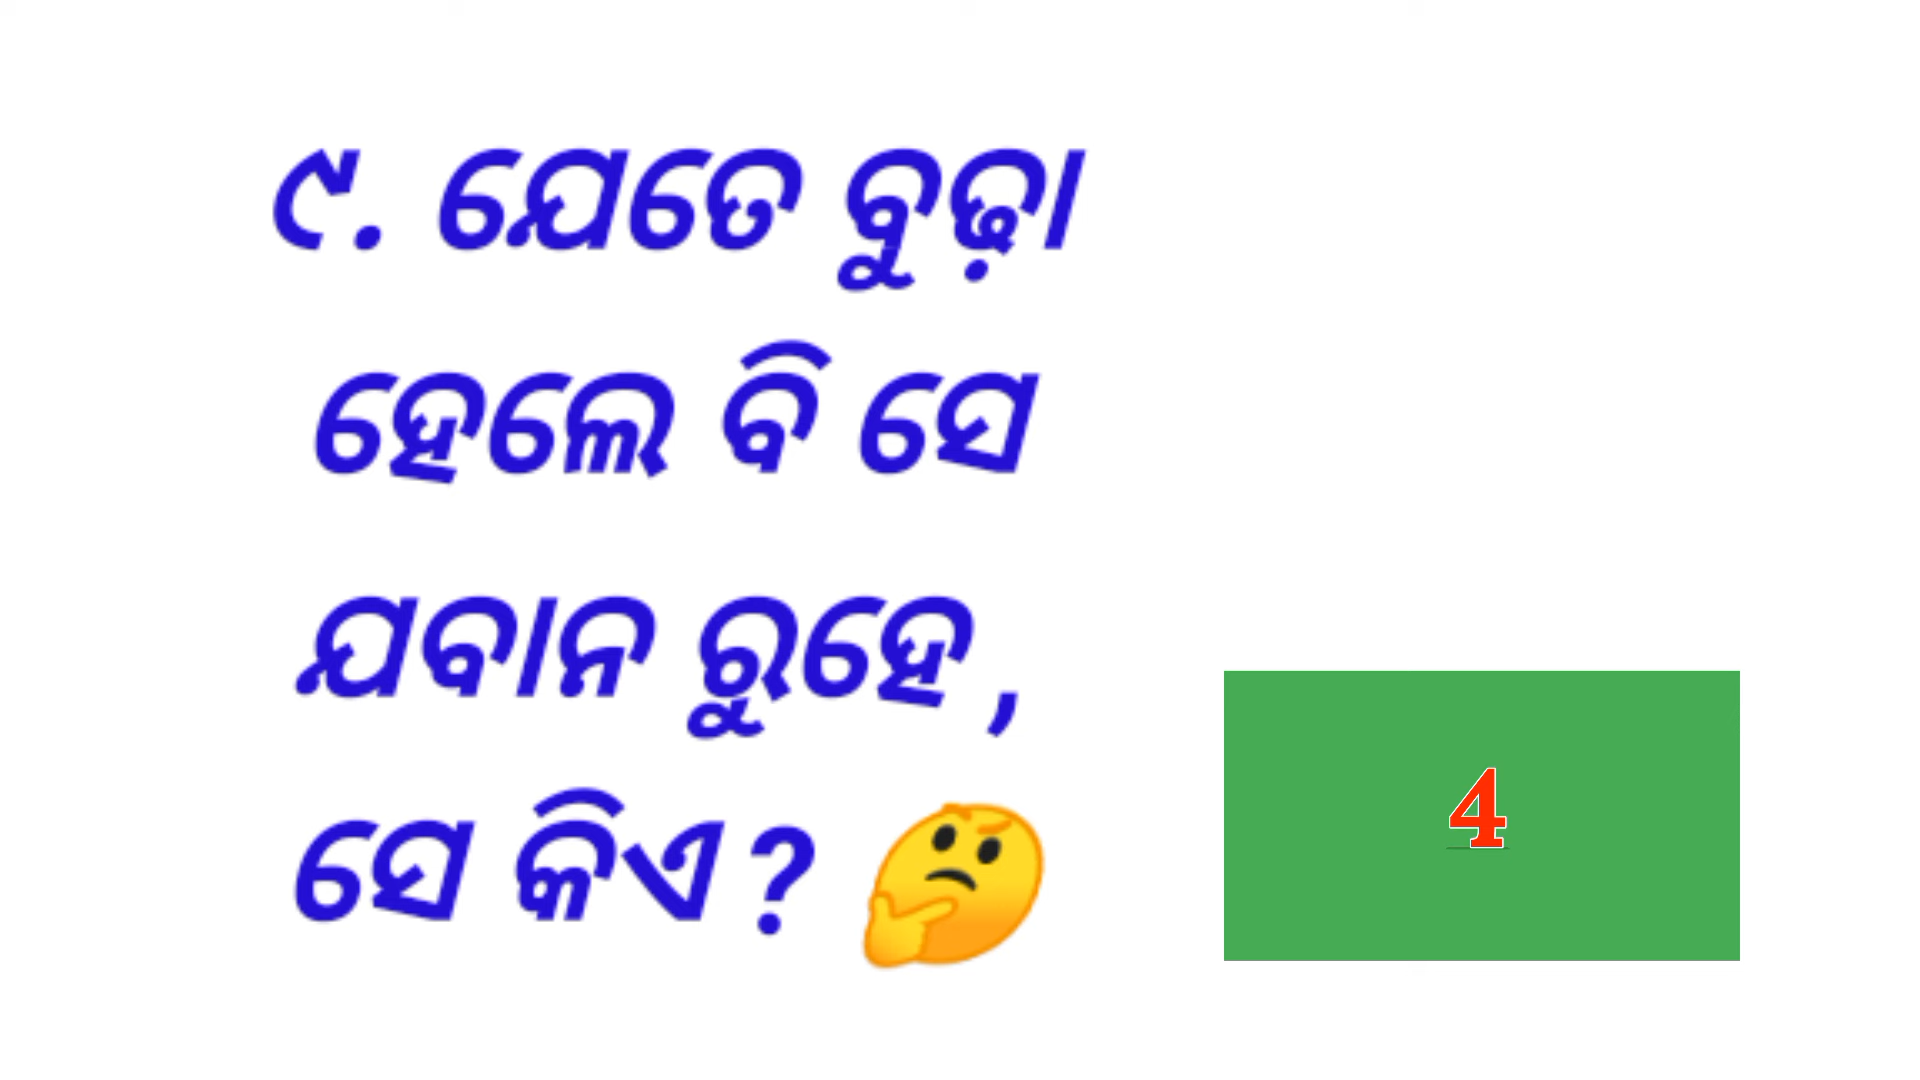 ୯. ଯେତେ ବୁଢ଼ା
ହେଲେ ବି ସେ
ଯବାନ ରୁହେ,
ସେ କିଏ? 🤔
4